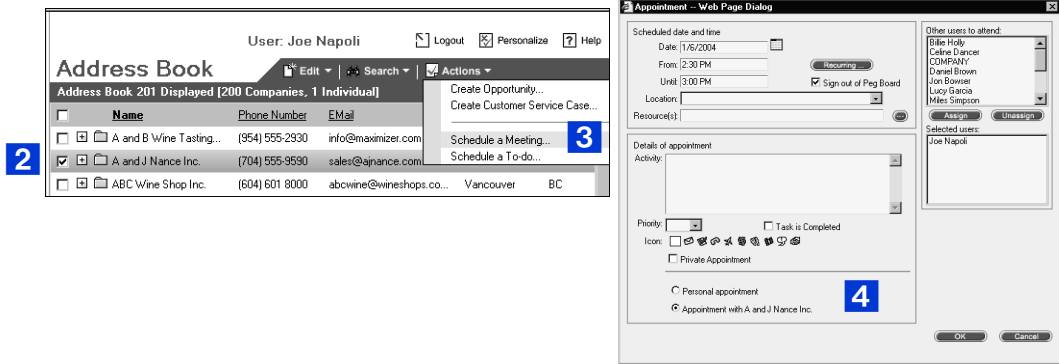 User: Joe Napoli Logout Personalize ? Help
Address Book Edit Search Actions
Address Book 201 Displayed [200 Companies, 1 Individual]
Create Opportunity...
Create Customer Service Case...
Name Phone Number EMail
A and B Wine Tasting... (954) 555-2930 info@maximizer.com
Schedule a Meeting... 3
2 A and J Nance Inc. (704) 555-9590 sales@ajnance.com
Schedule a To-do...
ABC Wine Shop Inc. (604) 601 8000 abcwine@wineshops.co... Vancouver BC
Appointment -- Web Page Dialog
Scheduled date and time
Date: 1/6/2004
From: 2:30 PM Recurring ...
Until: 3:00 PM Sign out of Peg Board
Location:
Resource(s):
Details of appointment
Activity:
Priority: Task is Completed
Icon:
Private Appointment
Personal appointment
Appointment with A and J Nance Inc.
4
Other users to attend:
Billie Holly
Celine Dancer
COMPANY
Daniel Brown
Jon Bowser
Lucy Garcia
Miles Simpson
Assign Unassign
Selected users:
Joe Napoli
OK Cancel